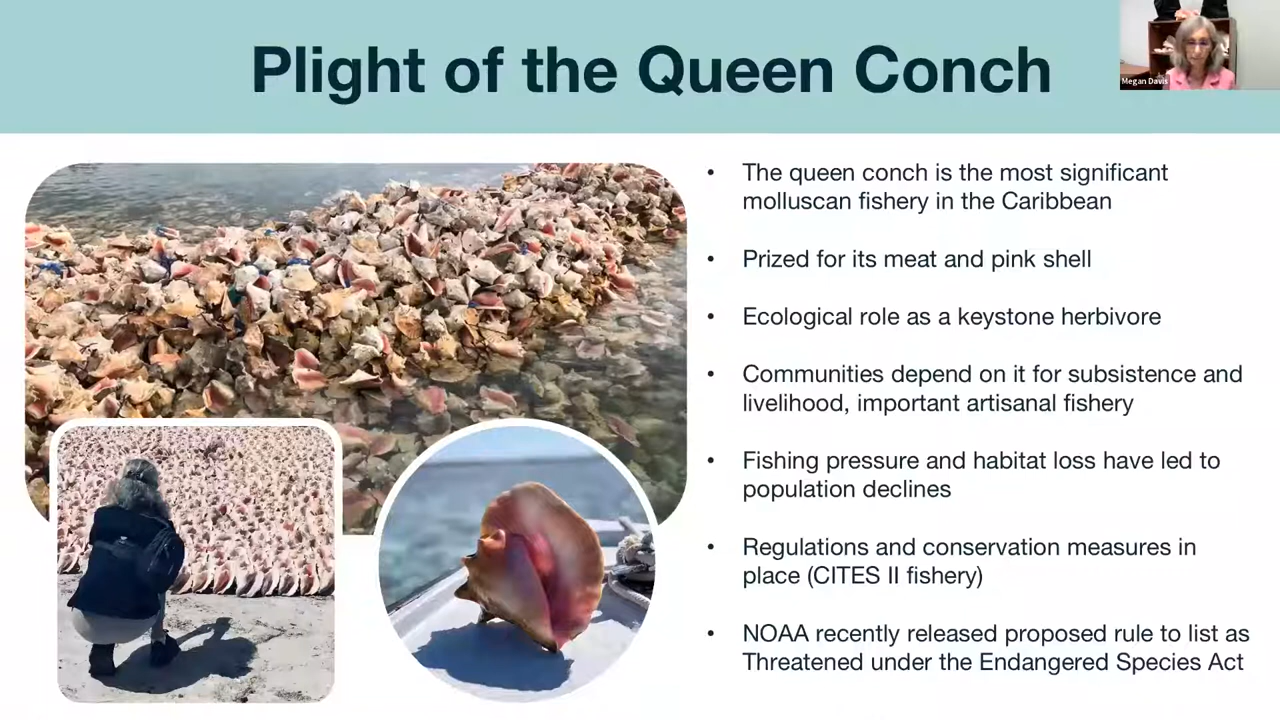 Plight of the Queen Conch
Megan Davis
• The queen conch is the most significant
molluscan fishery in the Caribbean
• Prized for its meat and pink shell
• Ecological role as a keystone herbivore
• Communities depend on it for subsistence and
livelihood, important artisanal fishery
• Fishing pressure and habitat loss have led to
population declines
• Regulations and conservation measures in
place (CITES II fishery)
• NOAA recently released proposed rule to list as
Threatened under the Endangered Species Act